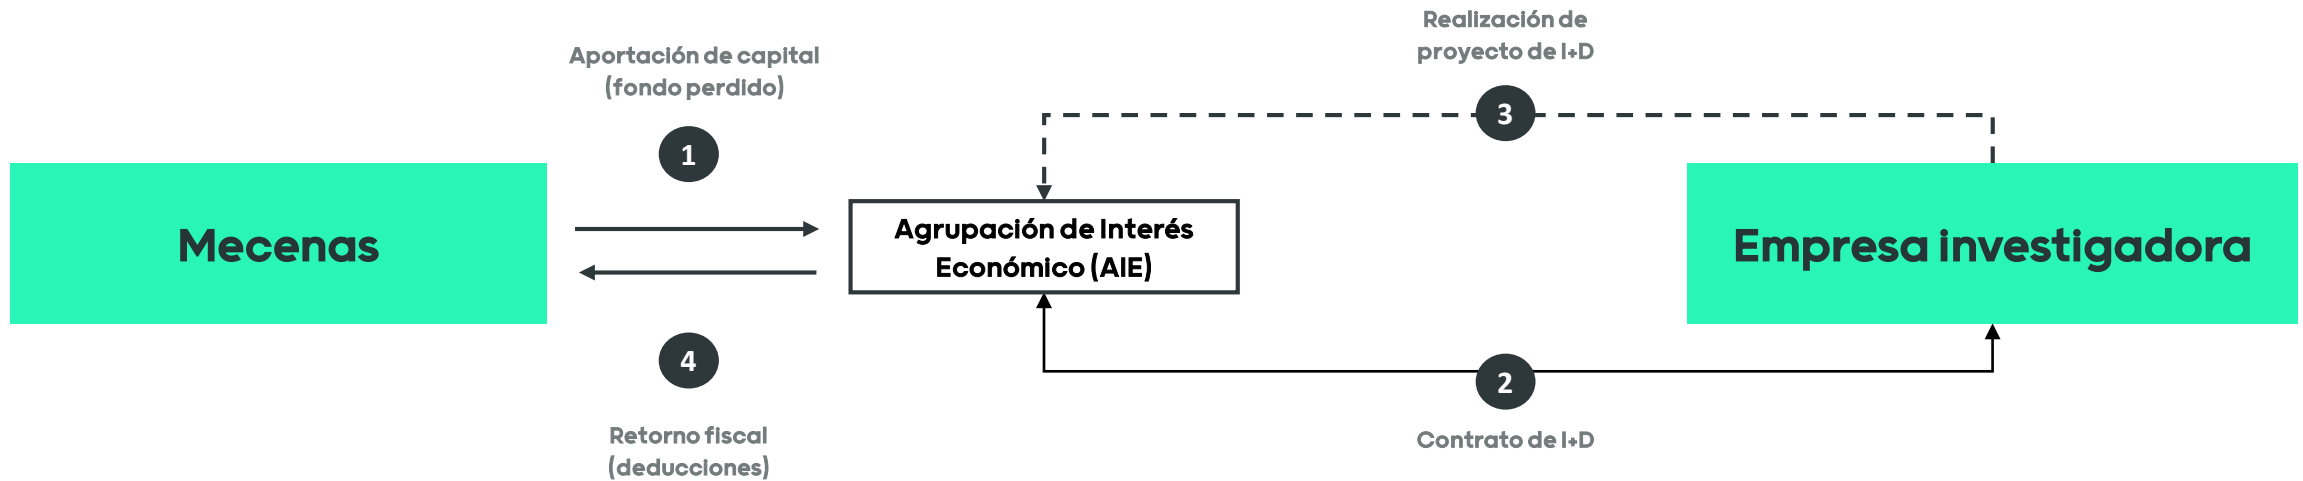 Realización de
proyecto de I+D
Aportación de capital
(fondo perdido)
3
1
Mecenas
Agrupación de Interés
Económico (AIE)
Empresa investigadora
4
2
Retorno fiscal
(deducciones)
Contrato de I+D